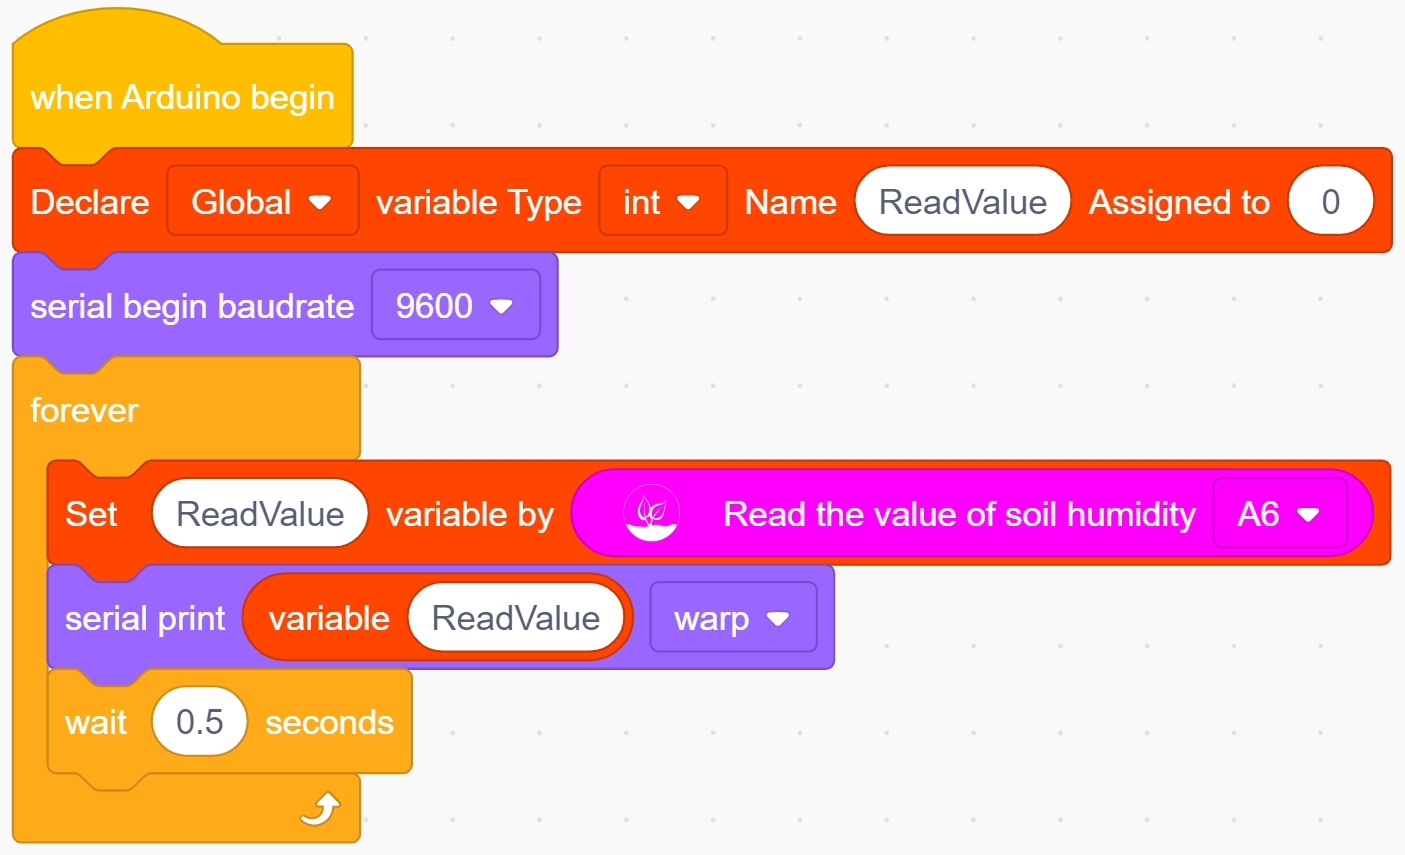 when Arduino begin
Declare Global variable Type int Name ReadValue Assigned to 0
serial begin baudrate 9600
forever
Set ReadValue variable by Read the value of soil humidity A6
serial print variable ReadValue warp
wait 0.5 seconds